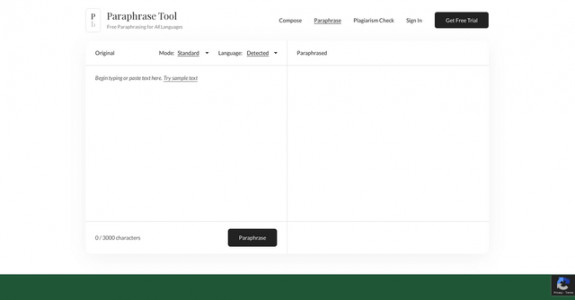 P
Paraphrase Tool
Free Paraphrasing for All Languages
Compose
Paraphrase
Plagiarism Check
Sign In
Get Free Trial
Original
Mode: Standard
Language: Detected
Paraphrased
Begin typing or paste text here. Try sample text
0 / 3000 characters
Paraphrase
Privacy - Terms